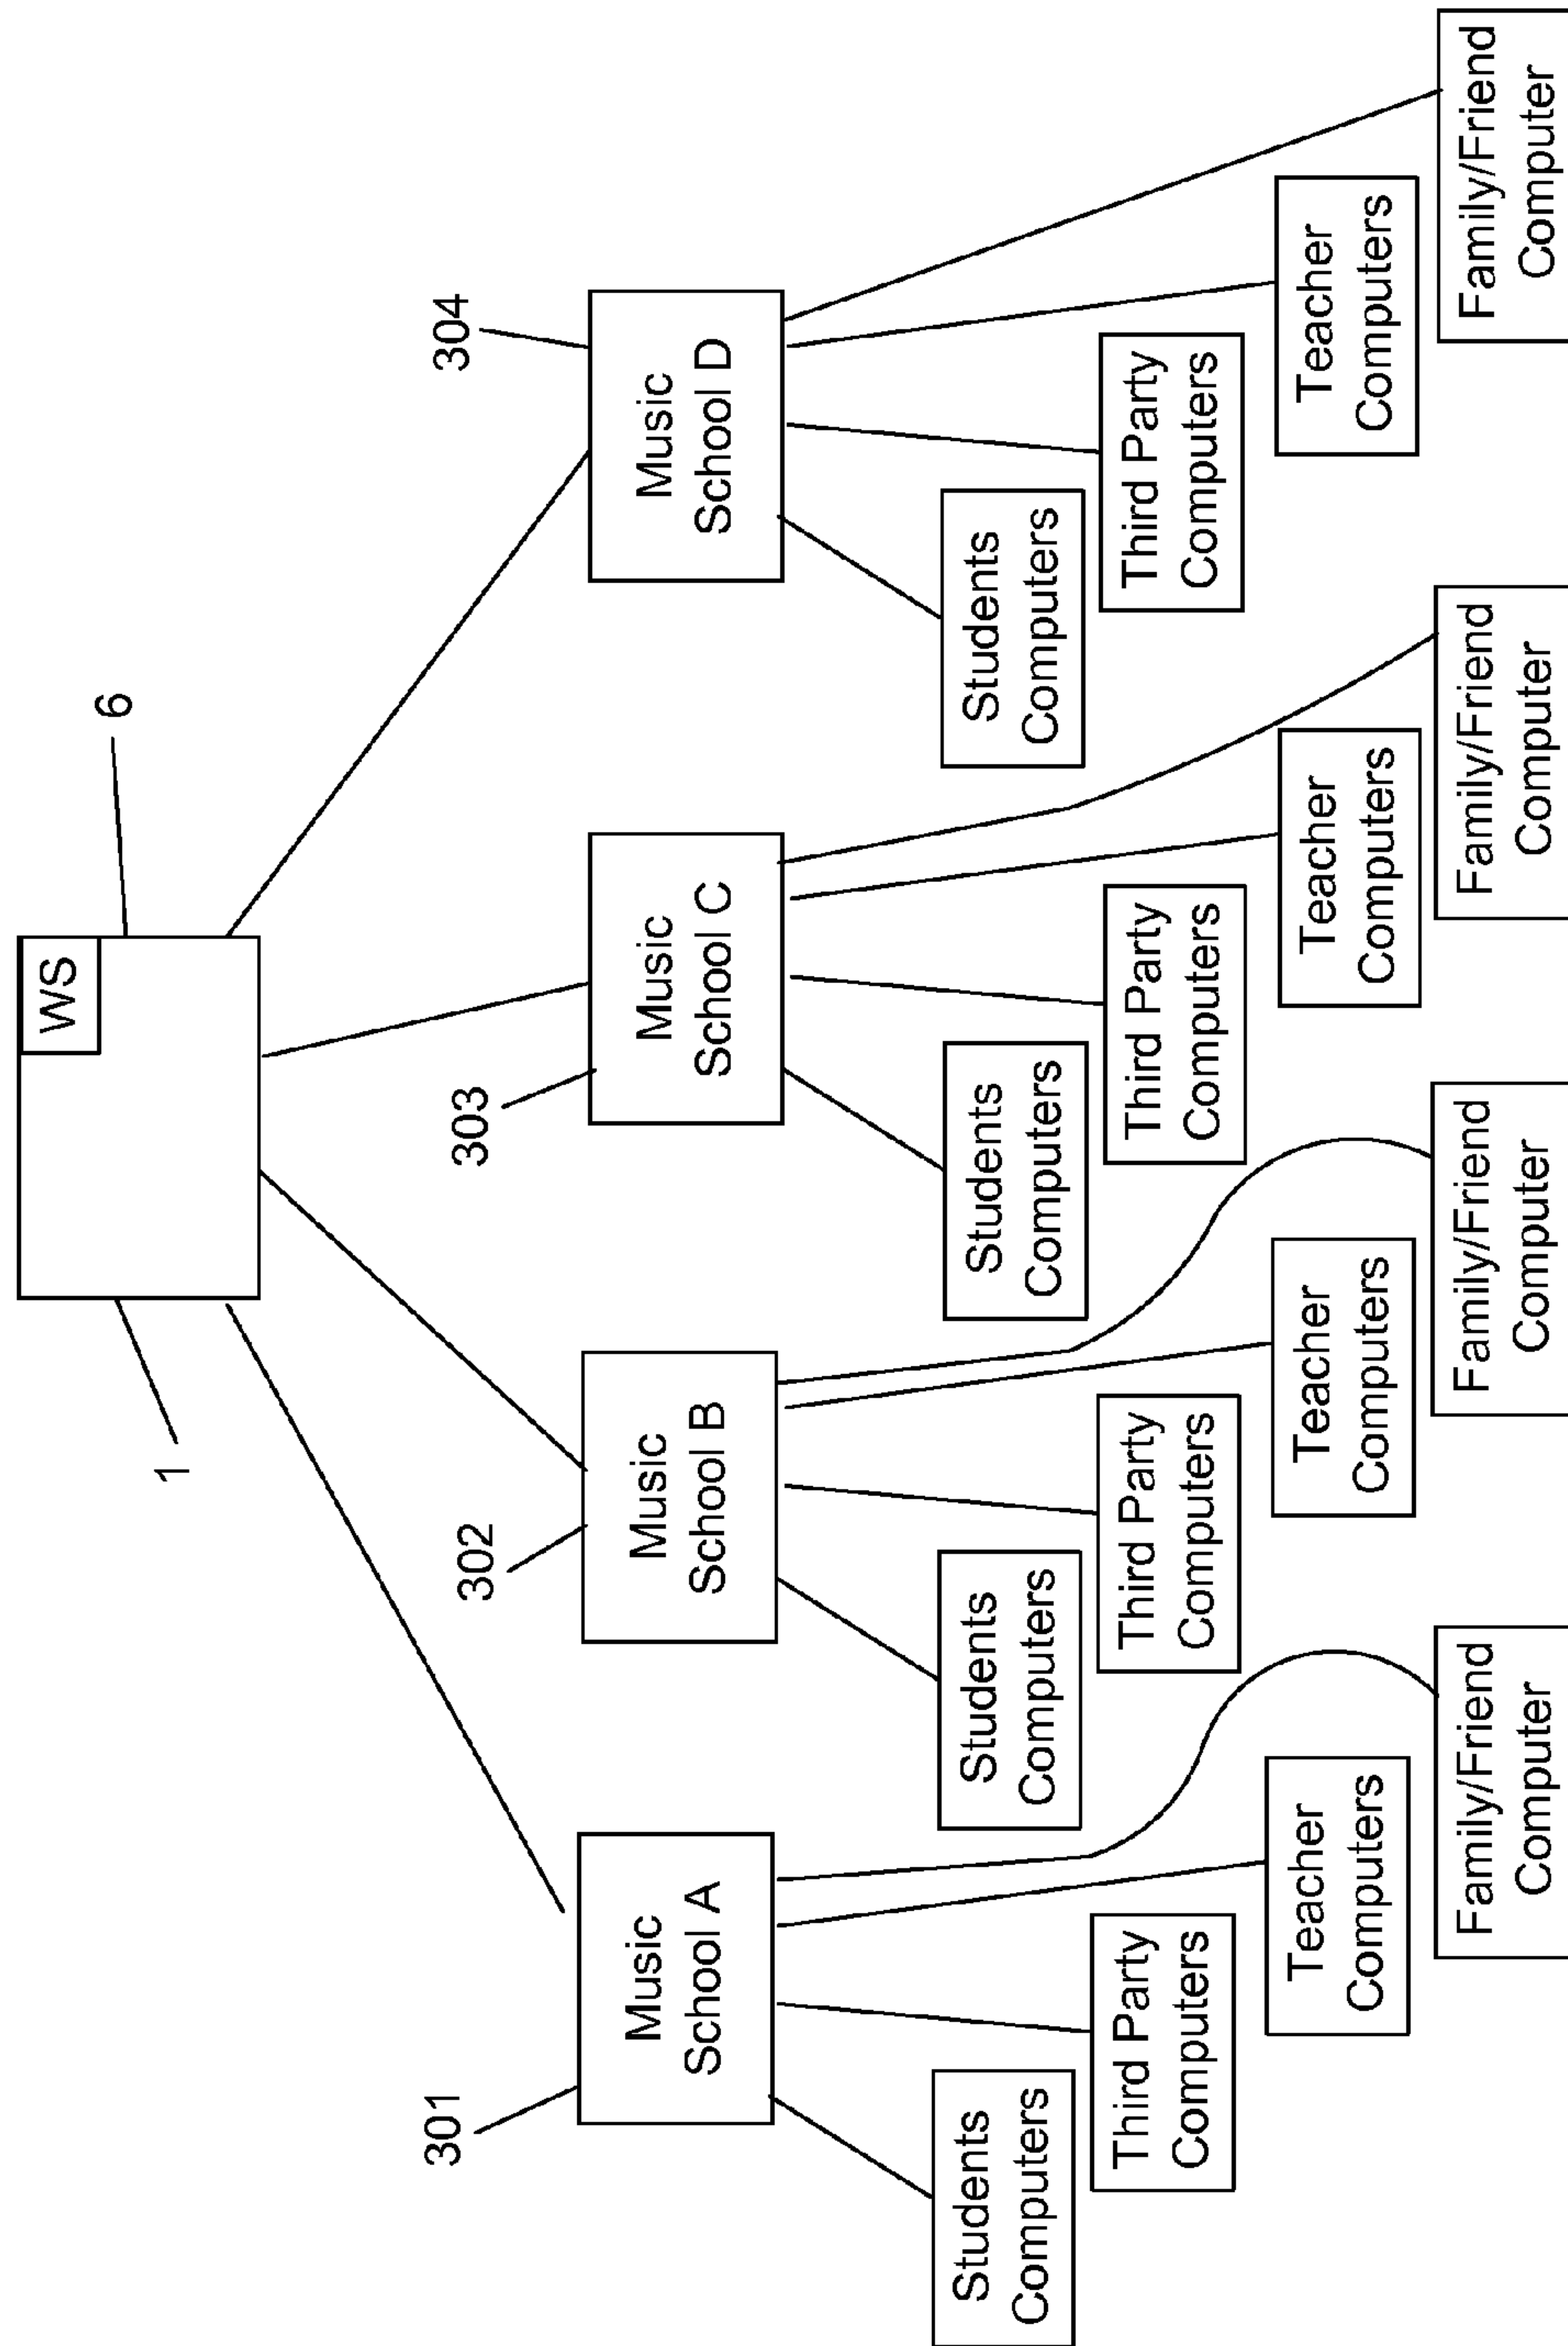 WS
6
1
301
302
303
304
Music
School A
Music
School B
Music
School C
Music
School D
Students
Computers
Third Party
Computers
Teacher
Computers
Family/Friend
Computer
Students
Computers
Third Party
Computers
Teacher
Computers
Family/Friend
Computer
Students
Computers
Third Party
Computers
Teacher
Computers
Family/Friend
Computer
Students
Computers
Third Party
Computers
Teacher
Computers
Family/Friend
Computer